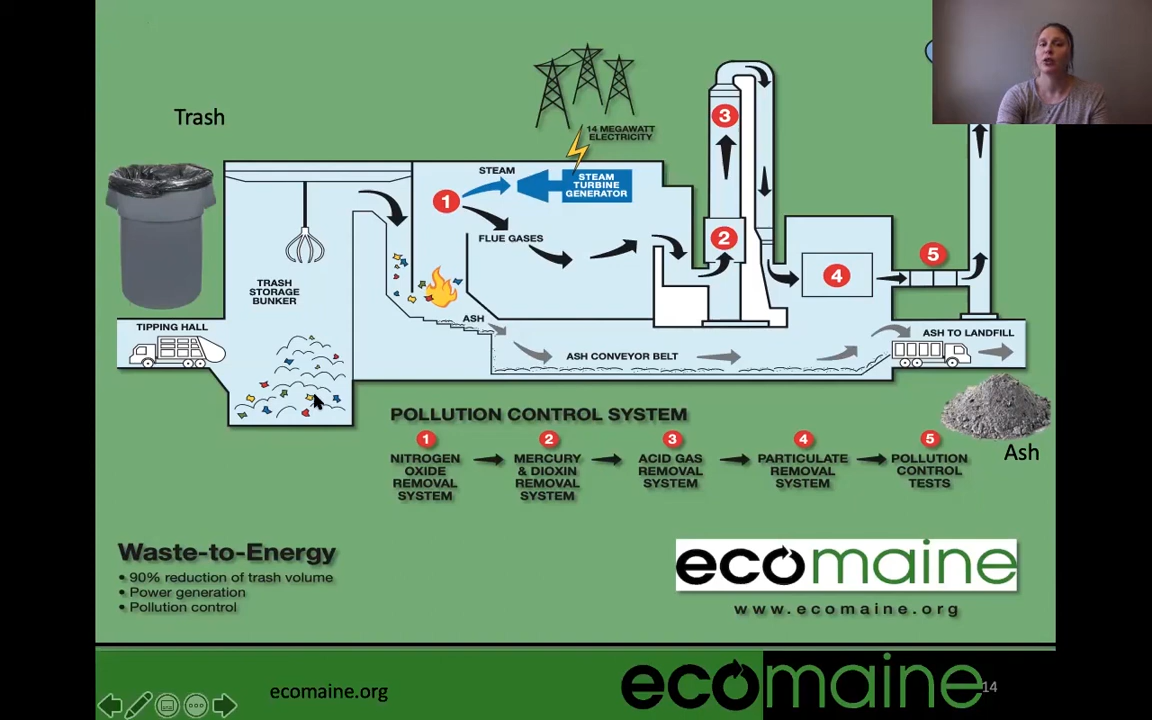 Trash
14 MEGAWATT
ELECTRICITY
3
STEAM
STEAM
TURBINE
GENERATOR
1
FLUE GASES
2
4
5
TRASH
STORAGE
BUNKER
TIPPING HALL
ASH
ASH CONVEYOR BELT
ASH TO LANDFILL
Ash
POLLUTION CONTROL SYSTEM
1
NITROGEN
OXIDE
REMOVAL
SYSTEM
2
MERCURY
& DIOXIN
REMOVAL
SYSTEM
3
ACID GAS
REMOVAL
SYSTEM
4
PARTICULATE
REMOVAL
SYSTEM
5
POLLUTION
CONTROL
TESTS
Waste-to-Energy
• 90% reduction of trash volume
• Power generation
• Pollution control
ecomaine
www.ecomaine.org
ecomaine.org
ecomaine
14